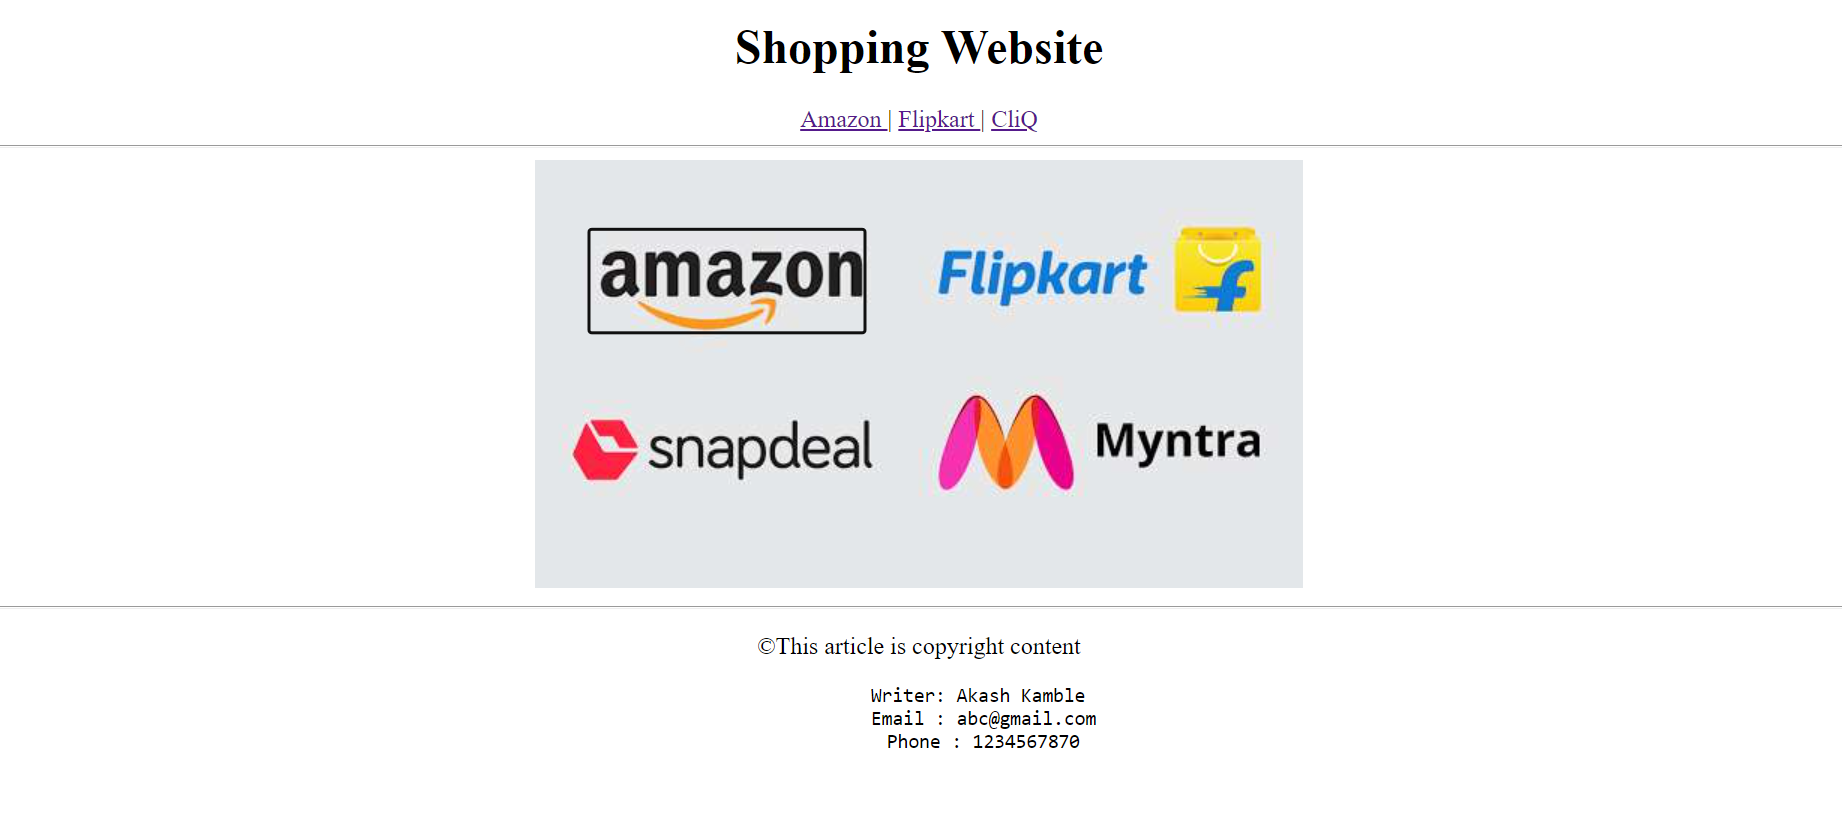 Shopping Website
Amazon | Flipkart | CliQ
amazon Flipkart f
snapdeal Myntra
©This article is copyright content
Writer: Akash Kamble
Email : abc@gmail.com
Phone : 1234567870